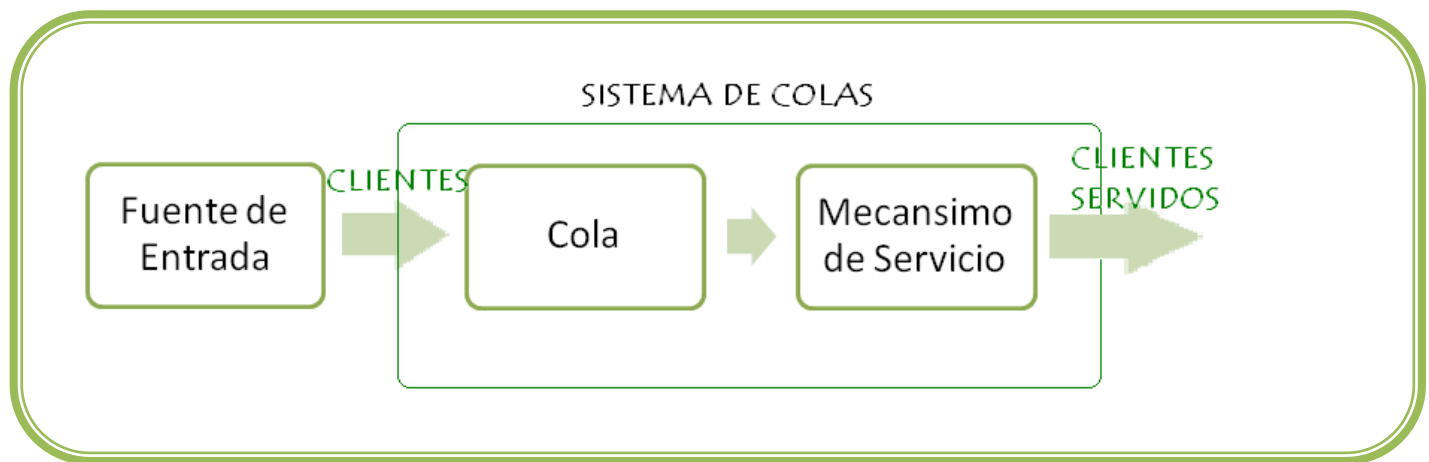 SISTEMA DE COLAS
Fuente de
Entrada
CLIENTES
Cola
Mecansimo
de Servicio
CLIENTES
SERVIDOS